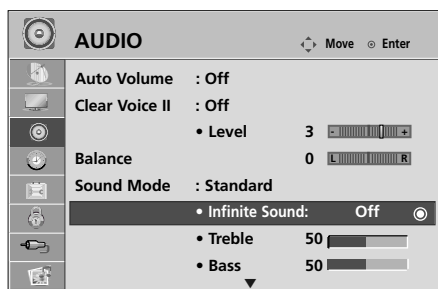 AUDIO Move Enter
Auto Volume : Off
Clear Voice II : Off
• Level 3 - +
Balance 0 L R
Sound Mode : Standard
• Infinite Sound: Off
• Treble 50
• Bass 50